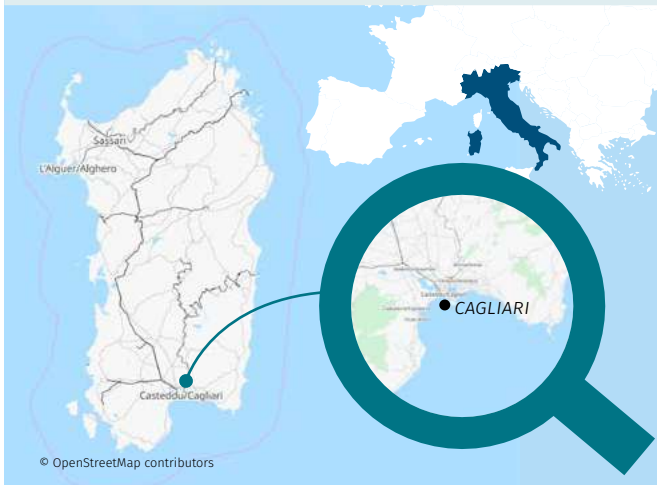 Sassari
L'Alguer/Alghero
CAGLIARI
Casteddu/Cagliari
© OpenStreetMap contributors